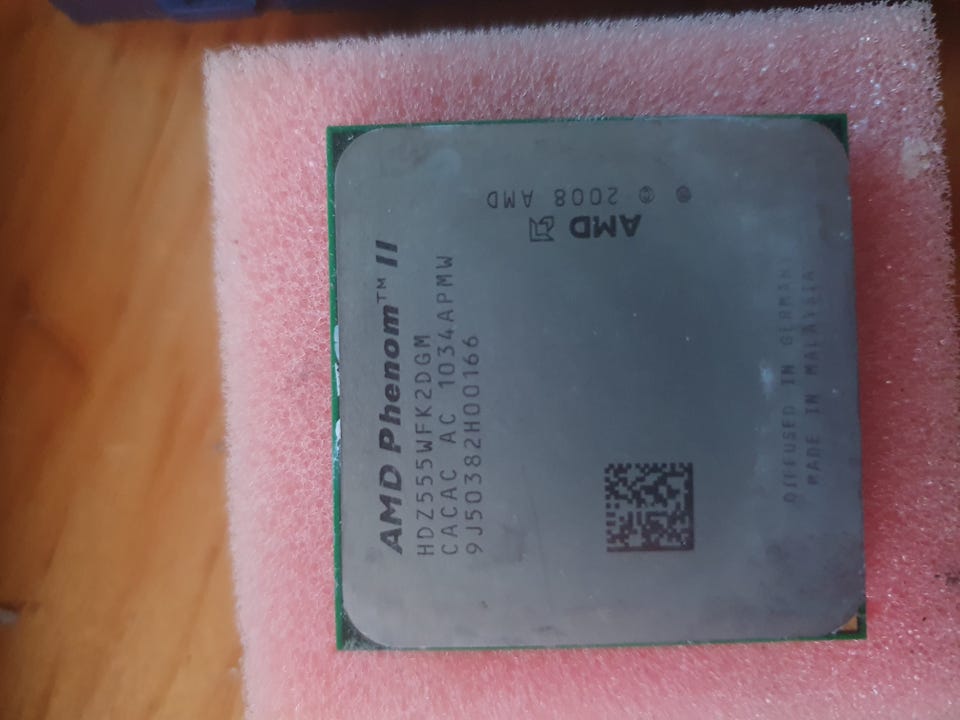 AMD Phenom™ II
HDZ555WFK2DGM
CACAC AC 1034APMW
9J50382H00166
DIFFUSED IN GERMANY
MADE IN MALAYSIA
AMD
© 2008 AMD